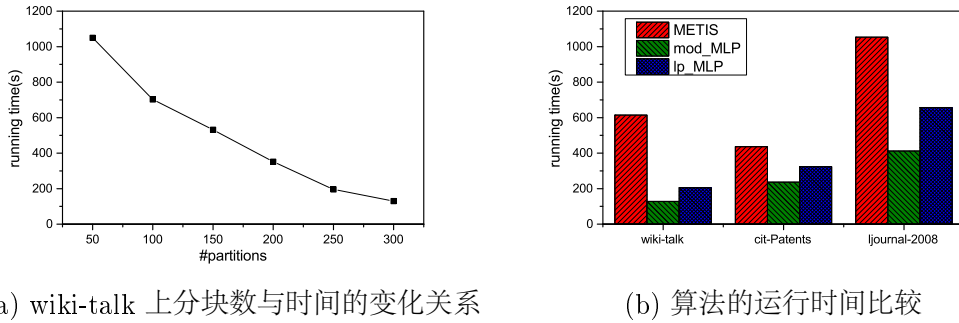 1200
1000
800
600
400
200
0
running time(s)
50 100 150 200 250 300
#partitions
1200
1000
800
600
400
200
0
running time(s)
METIS
mod_MLP
lp_MLP
wiki-talk cit-Patents ljournal-2008
a) wiki-talk 上分块数与时间的变化关系
(b) 算法的运行时间比较